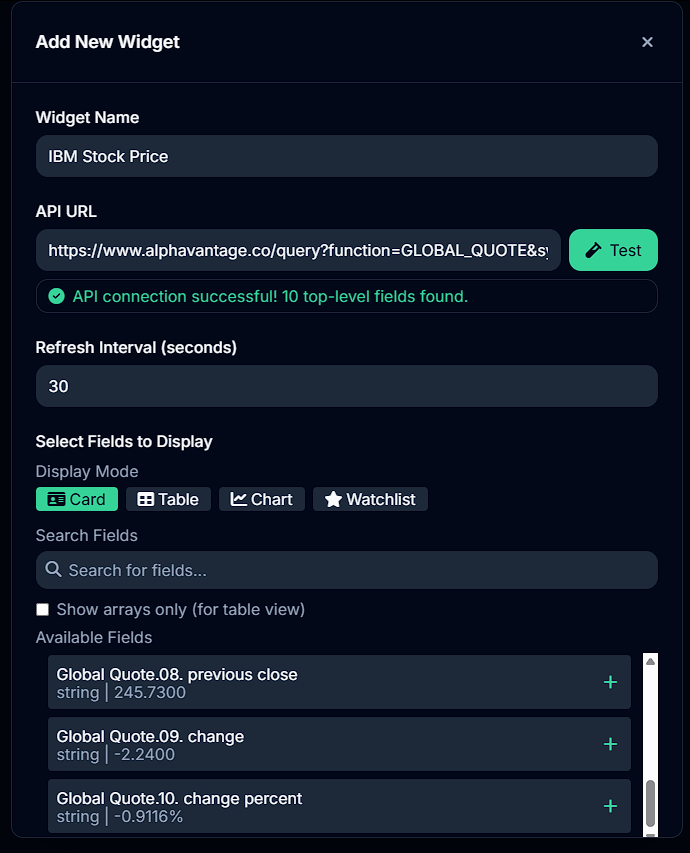 Add New Widget
Widget Name
IBM Stock Price
API URL
https://www.alphavantage.co/query?function=GLOBAL_QUOTE&sy
Test
API connection successful! 10 top-level fields found.
Refresh Interval (seconds)
30
Select Fields to Display
Display Mode
Card Table Chart Watchlist
Search Fields
Search for fields...
Show arrays only (for table view)
Available Fields
Global Quote.08. previous close
string | 245.7300
Global Quote.09. change
string | -2.2400
Global Quote.10. change percent
string | -0.9116%